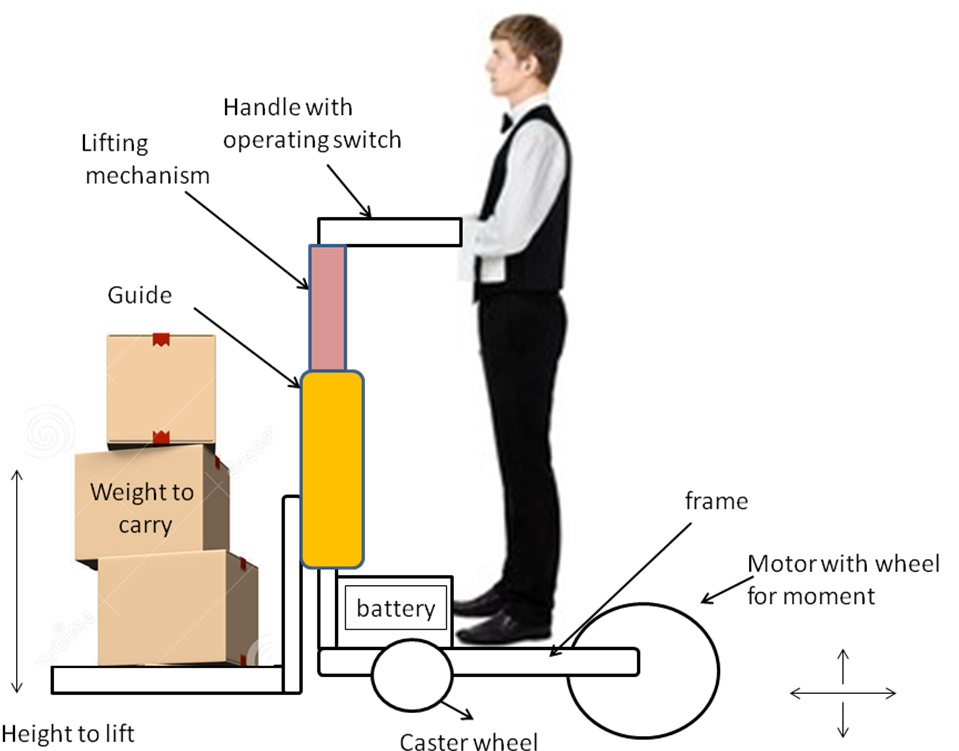 Handle with
operating switch
Lifting
mechanism
Guide
Weight to
carry
frame
Motor with wheel
for moment
battery
Height to lift
Caster wheel